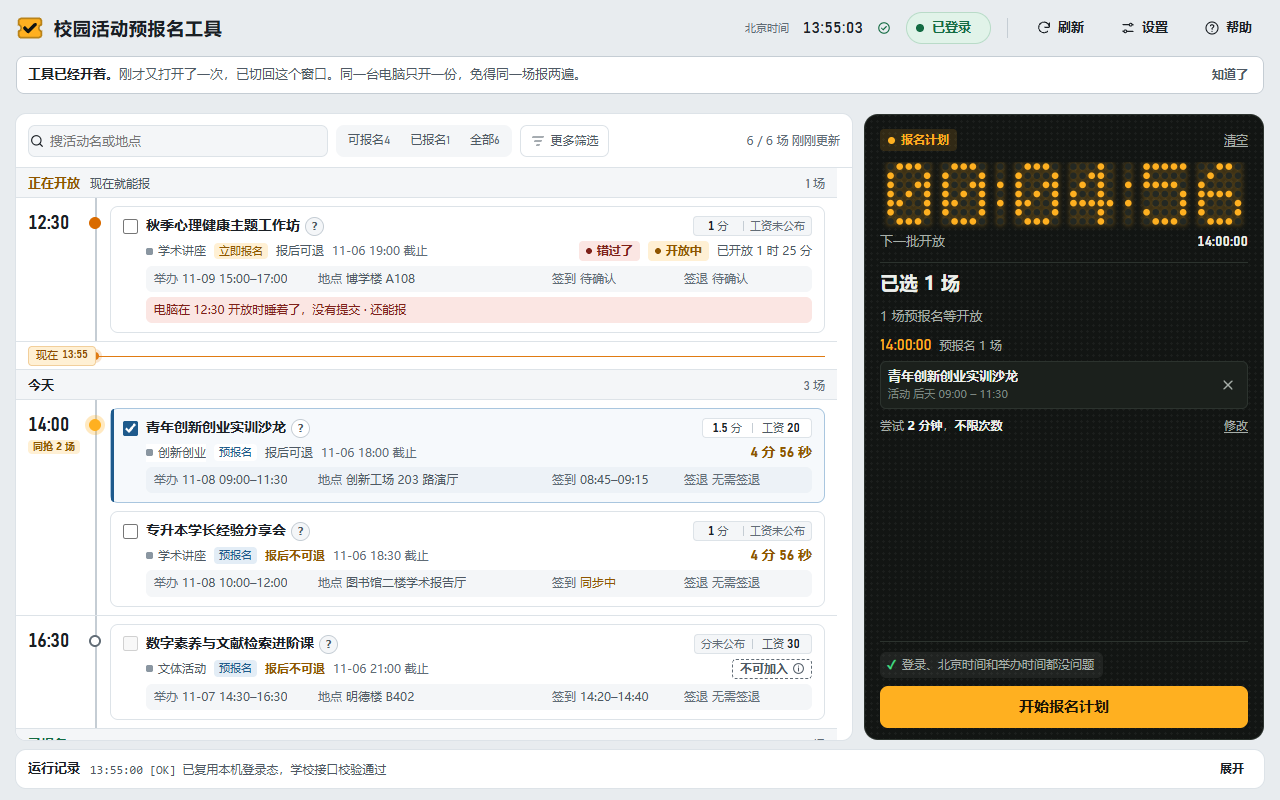 校园活动预报名工具
北京时间 13:55:03 已登录 刷新 设置 帮助
工具已经开着。刚才又打开了一次，已切回这个窗口。同一台电脑只开一份，免得同一场报两遍。 知道了
搜活动名或地点 可报名4 已报名1 全部6 更多筛选 6 / 6 场 刚刚更新
正在开放 现在就能报 1 场
12:30 秋季心理健康主题工作坊 ? 1 分 工资未公布
学术讲座 立即报名 报后可退 11-06 19:00 截止 错过了 开放中 已开放 1 时 25 分
举办 11-09 15:00–17:00 地点 博学楼 A108 签到 待确认 签退 待确认
电脑在 12:30 开放时睡着了，没有提交 · 还能报
现在 13:55
今天 3 场
14:00 青年创新创业实训沙龙 ? 1.5 分 工资 20
同抢 2 场
创新创业 预报名 报后可退 11-06 18:00 截止 4 分 56 秒
举办 11-08 09:00–11:30 地点 创新工场 203 路演厅 签到 08:45–09:15 签退 无需签退
专升本学长经验分享会 ? 1 分 工资未公布
学术讲座 预报名 报后不可退 11-06 18:30 截止 4 分 56 秒
举办 11-08 10:00–12:00 地点 图书馆二楼学术报告厅 签到 同步中 签退 无需签退
16:30 数字素养与文献检索进阶课 ? 分未公布 工资 30
文体活动 预报名 报后不可退 11-06 21:00 截止 不可加入
举办 11-07 14:30–16:30 地点 明德楼 B402 签到 14:20–14:40 签退 无需签退
报名计划 清空
00:04:56
下一批开放 14:00:00
已选 1 场
1 场预报名等开放
14:00:00 预报名 1 场
青年创新创业实训沙龙
活动 后天 09:00 – 11:30
尝试 2 分钟，不限次数 修改
登录、北京时间和举办时间都没问题
开始报名计划
运行记录 13:55:00 [OK] 已复用本机登录态，学校接口校验通过 展开